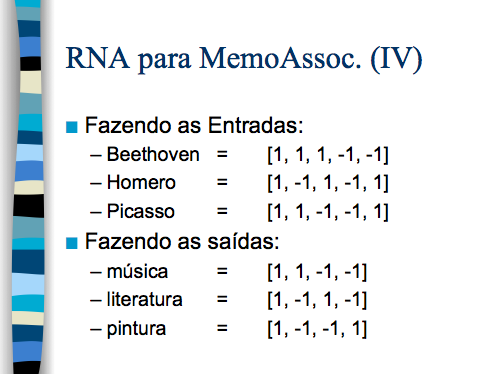 RNA para MemoAssoc. (IV)
Fazendo as Entradas:
– Beethoven = [1, 1, 1, -1, -1]
– Homero = [1, -1, 1, -1, 1]
– Picasso = [1, 1, -1, -1, 1]
Fazendo as saídas:
– música = [1, 1, -1, -1]
– literatura = [1, -1, 1, -1]
– pintura = [1, -1, -1, 1]